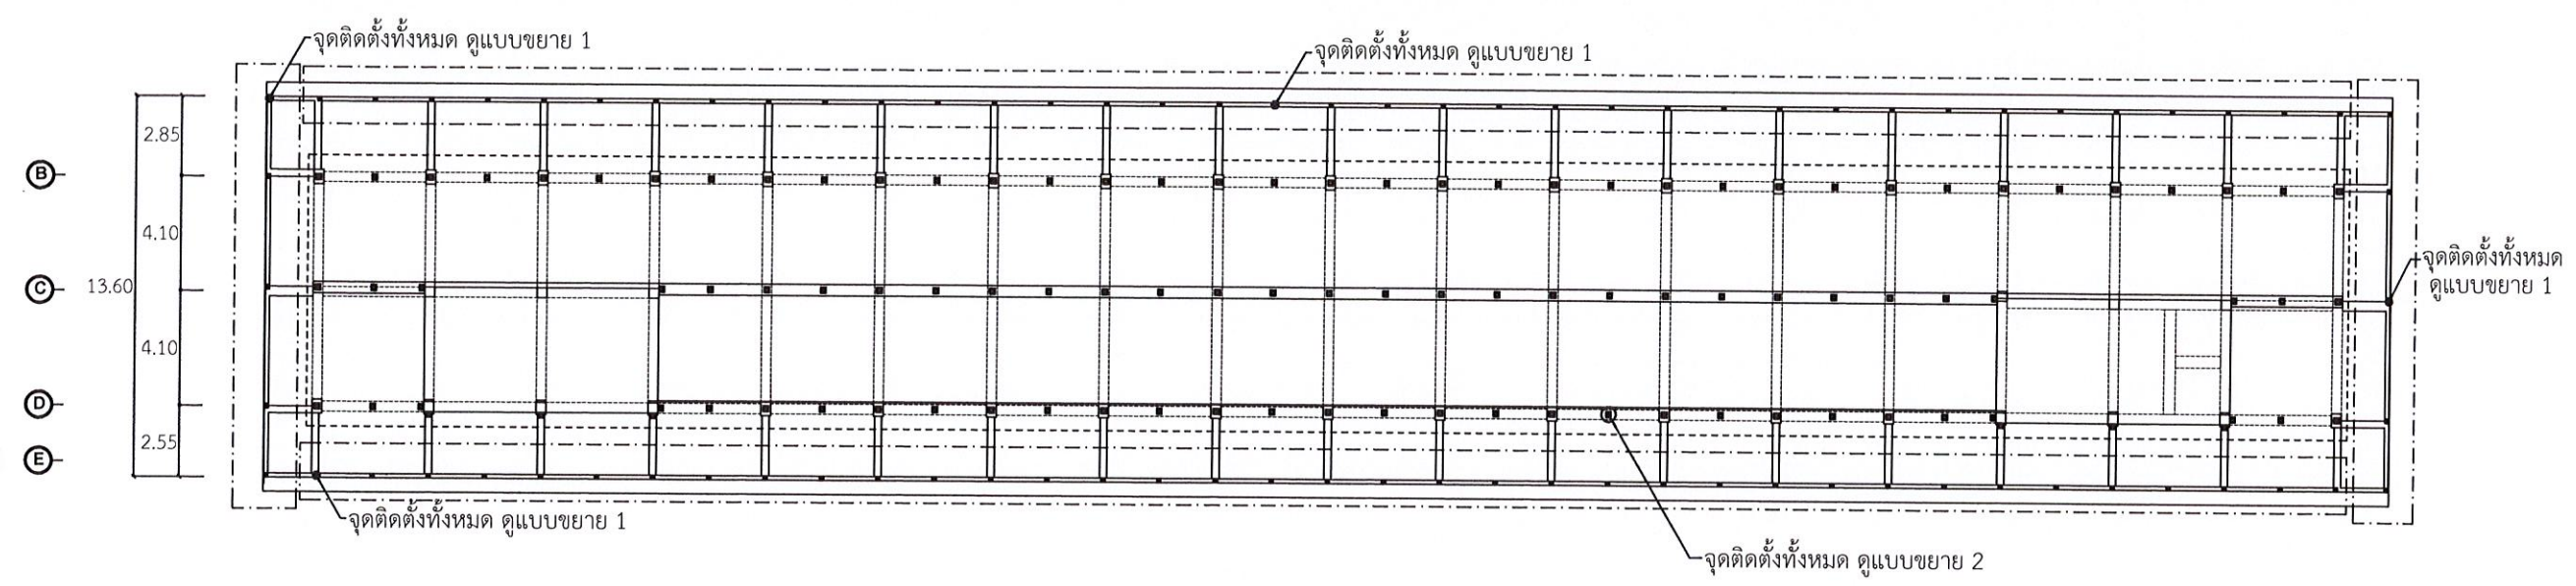 จุดติดตั้งทั้งหมด ดูแบบขยาย 1
จุดติดตั้งทั้งหมด ดูแบบขยาย 1
2.85
B
4.10
C
13.60
จุดติดตั้งทั้งหมด
ดูแบบขยาย 1
4.10
D
2.55
E
จุดติดตั้งทั้งหมด ดูแบบขยาย 1
จุดติดตั้งทั้งหมด ดูแบบขยาย 2